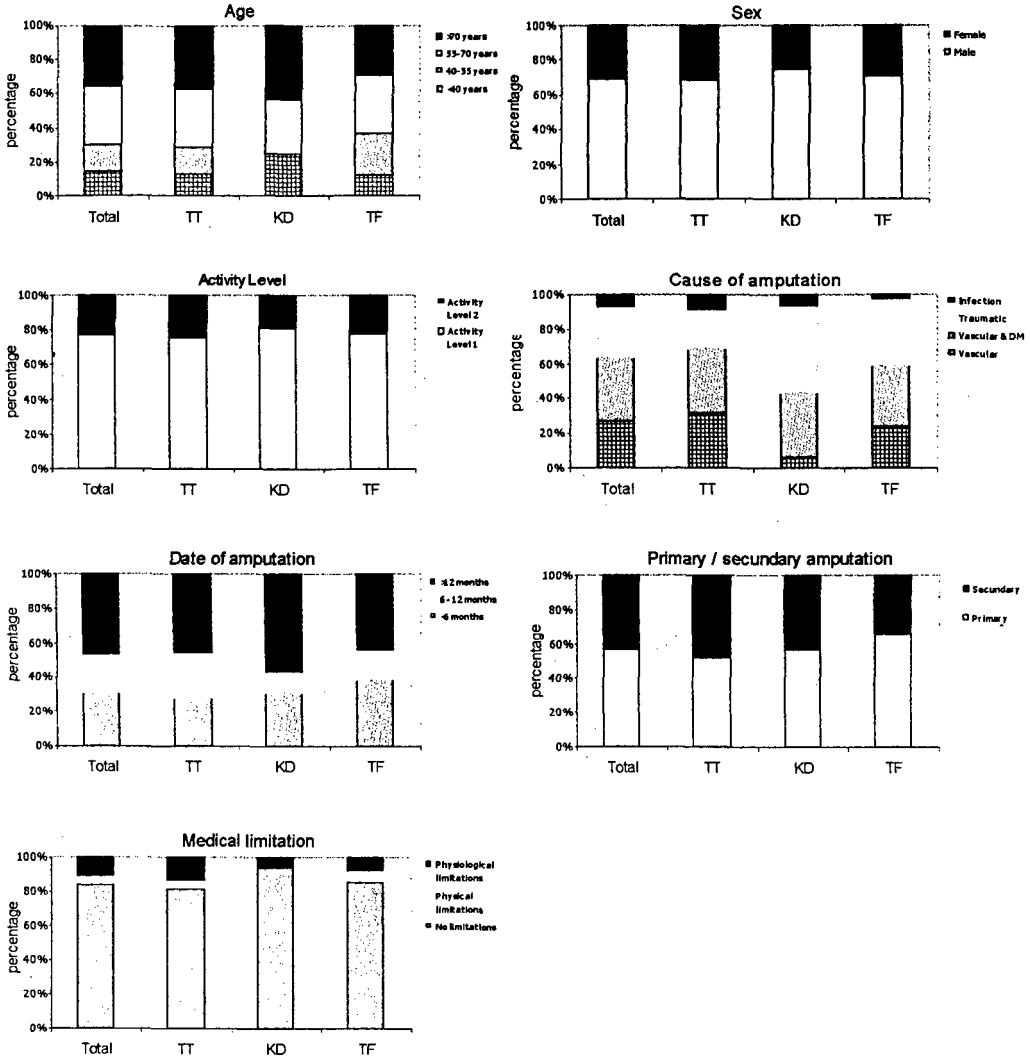 Age
100%
80%
60%
40%
20%
0%
percentage
Total TT KD TF
>70 years
55-70 years
40-55 years
<40 years
Sex
100%
80%
60%
40%
20%
0%
percentage
Total TT KD TF
Female
Male
Activity Level
100%
80%
60%
40%
20%
0%
percentage
Total TT KD TF
Activity
Level 2
Activity
Level 1
Cause of amputation
100%
80%
60%
40%
20%
0%
percentage
Total TT KD TF
Infection
Traumatic
Vascular & DM
Vascular
Date of amputation
100%
80%
60%
40%
20%
0%
percentage
Total TT KD TF
>12 months
6-12 months
<6 months
Primary / secundary amputation
100%
80%
60%
40%
20%
0%
percentage
Total TT KD TF
Secundary
Primary
Medical limitation
100%
80%
60%
40%
20%
0%
percentage
Total TT KD TF
Physiological
limitations
Physical
limitations
No limitations